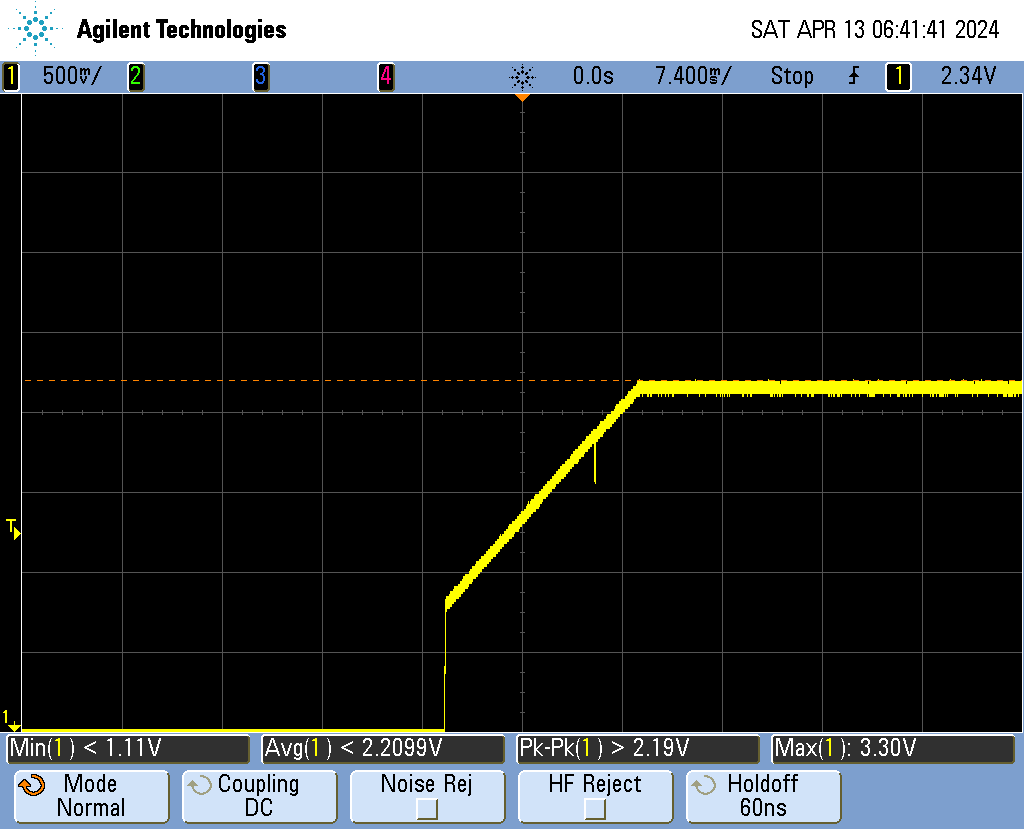 Agilent Technologies
SAT APR 13 06:41:41 2024
1 500mV/ 2 3 4 0.0s 7.400ms/ Stop 1 2.34V
T
1
Min(1) < 1.11V Avg(1) < 2.2099V Pk-Pk(1) > 2.19V Max(1): 3.30V
Mode Coupling Noise Rej HF Reject Holdoff
Normal DC 60ns